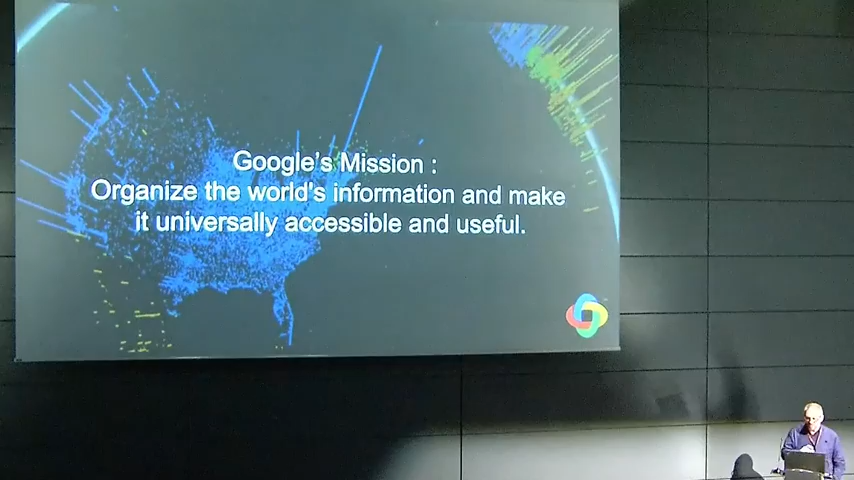 Google's Mission :
Organize the world's information and make
it universally accessible and useful.